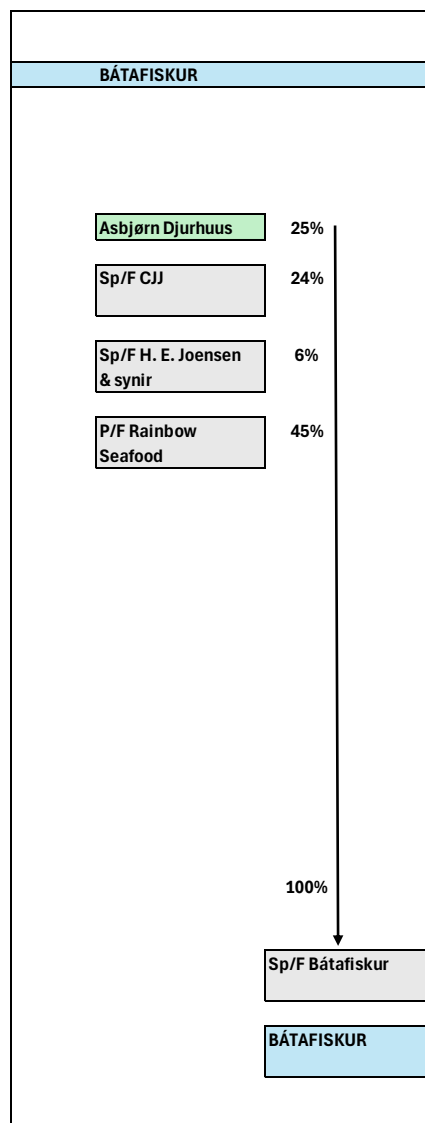 BÁTAFISKUR
Asbjørn Djurhuus 25%
Sp/F CJJ 24%
Sp/F H. E. Joensen 6%
& synir
P/F Rainbow 45%
Seafood
100%
Sp/F Bátafiskur
BÁTAFISKUR